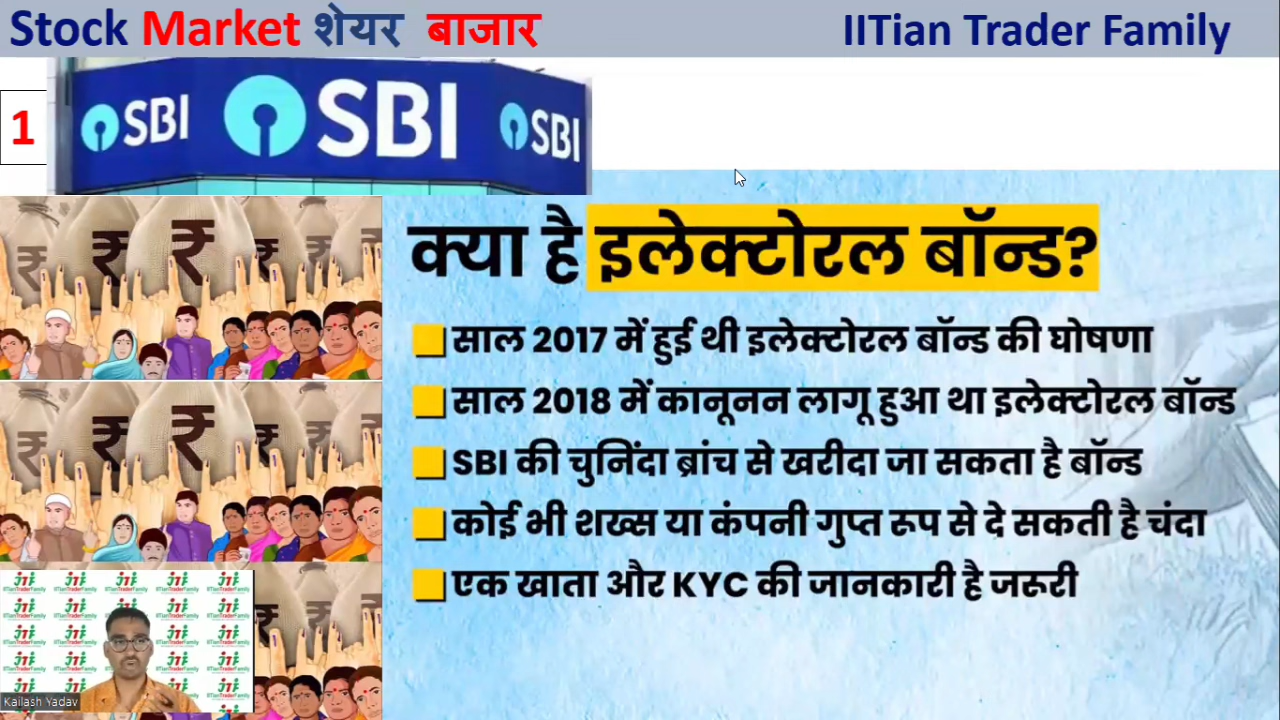 Stock Market शेयर बाजार
IITian Trader Family
1
SBI SBI SBI
क्या है इलेक्टोरल बॉन्ड?
साल 2017 में हुई थी इलेक्टोरल बॉन्ड की घोषणा
साल 2018 में कानूनन लागू हुआ था इलेक्टोरल बॉन्ड
SBI की चुनिंदा ब्रांच से खरीदा जा सकता है बॉन्ड
कोई भी शख्स या कंपनी गुप्त रूप से दे सकती है चंदा
एक खाता और KYC की जानकारी है जरूरी
₹ ₹ ₹ ₹ ₹
₹ ₹ ₹ ₹ ₹
₹ ₹
IITianTraderFamily
Kailash Yadav